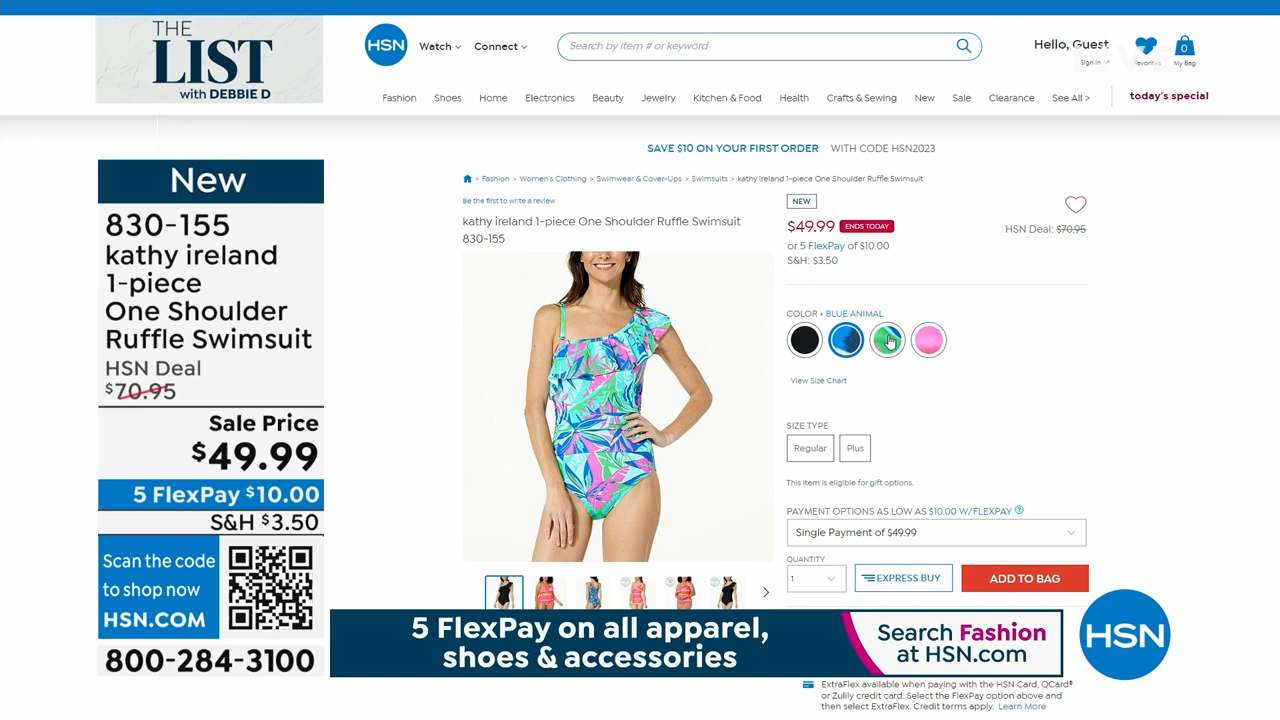 THE
LIST
with DEBBIE D
HSN
Watch
Connect
Search by item # or keyword
Hello, Guest
Sign In
Favorites
0
My Bag
Fashion
Shoes
Home
Electronics
Beauty
Jewelry
Kitchen & Food
Health
Crafts & Sewing
New
Sale
Clearance
See All >
today's special
SAVE $10 ON YOUR FIRST ORDER WITH CODE HSN2023
> Fashion > Women's Clothing > Swimwear & Cover-Ups > Swimsuits > kathy ireland 1-piece One Shoulder Ruffle Swimsuit
Be the first to write a review
kathy ireland 1-piece One Shoulder Ruffle Swimsuit
830-155
NEW
$49.99 ENDS TODAY
HSN Deal: $70.95
or 5 FlexPay of $10.00
S&H: $3.50
COLOR • BLUE ANIMAL
View Size Chart
SIZE TYPE
Regular
Plus
This item is eligible for gift options.
PAYMENT OPTIONS AS LOW AS $10.00 W/FLEXPAY ?
Single Payment of $49.99
QUANTITY
1
EXPRESS BUY
ADD TO BAG
New
830-155
kathy ireland
1-piece
One Shoulder
Ruffle Swimsuit
HSN Deal
$70.95
Sale Price
$49.99
5 FlexPay $10.00
S&H $3.50
Scan the code
to shop now
HSN.COM
800-284-3100
5 FlexPay on all apparel,
shoes & accessories
Search Fashion
at HSN.com
HSN
ExtraFlex available when paying with the HSN Card, QCard®
or Zulily credit card. Select the FlexPay option above and
then select ExtraFlex. Credit terms apply. Learn More